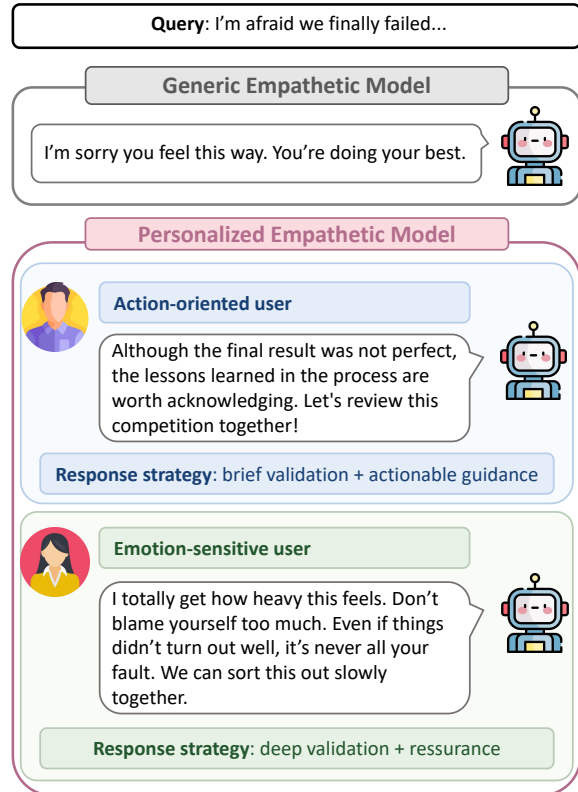 Query: I'm afraid we finally failed...
Generic Empathetic Model
I'm sorry you feel this way. You're doing your best.
Personalized Empathetic Model
Action-oriented user
Although the final result was not perfect,
the lessons learned in the process are
worth acknowledging. Let's review this
competition together!
Response strategy: brief validation + actionable guidance
Emotion-sensitive user
I totally get how heavy this feels. Don't
blame yourself too much. Even if things
didn't turn out well, it's never all your
fault. We can sort this out slowly
together.
Response strategy: deep validation + ressurance